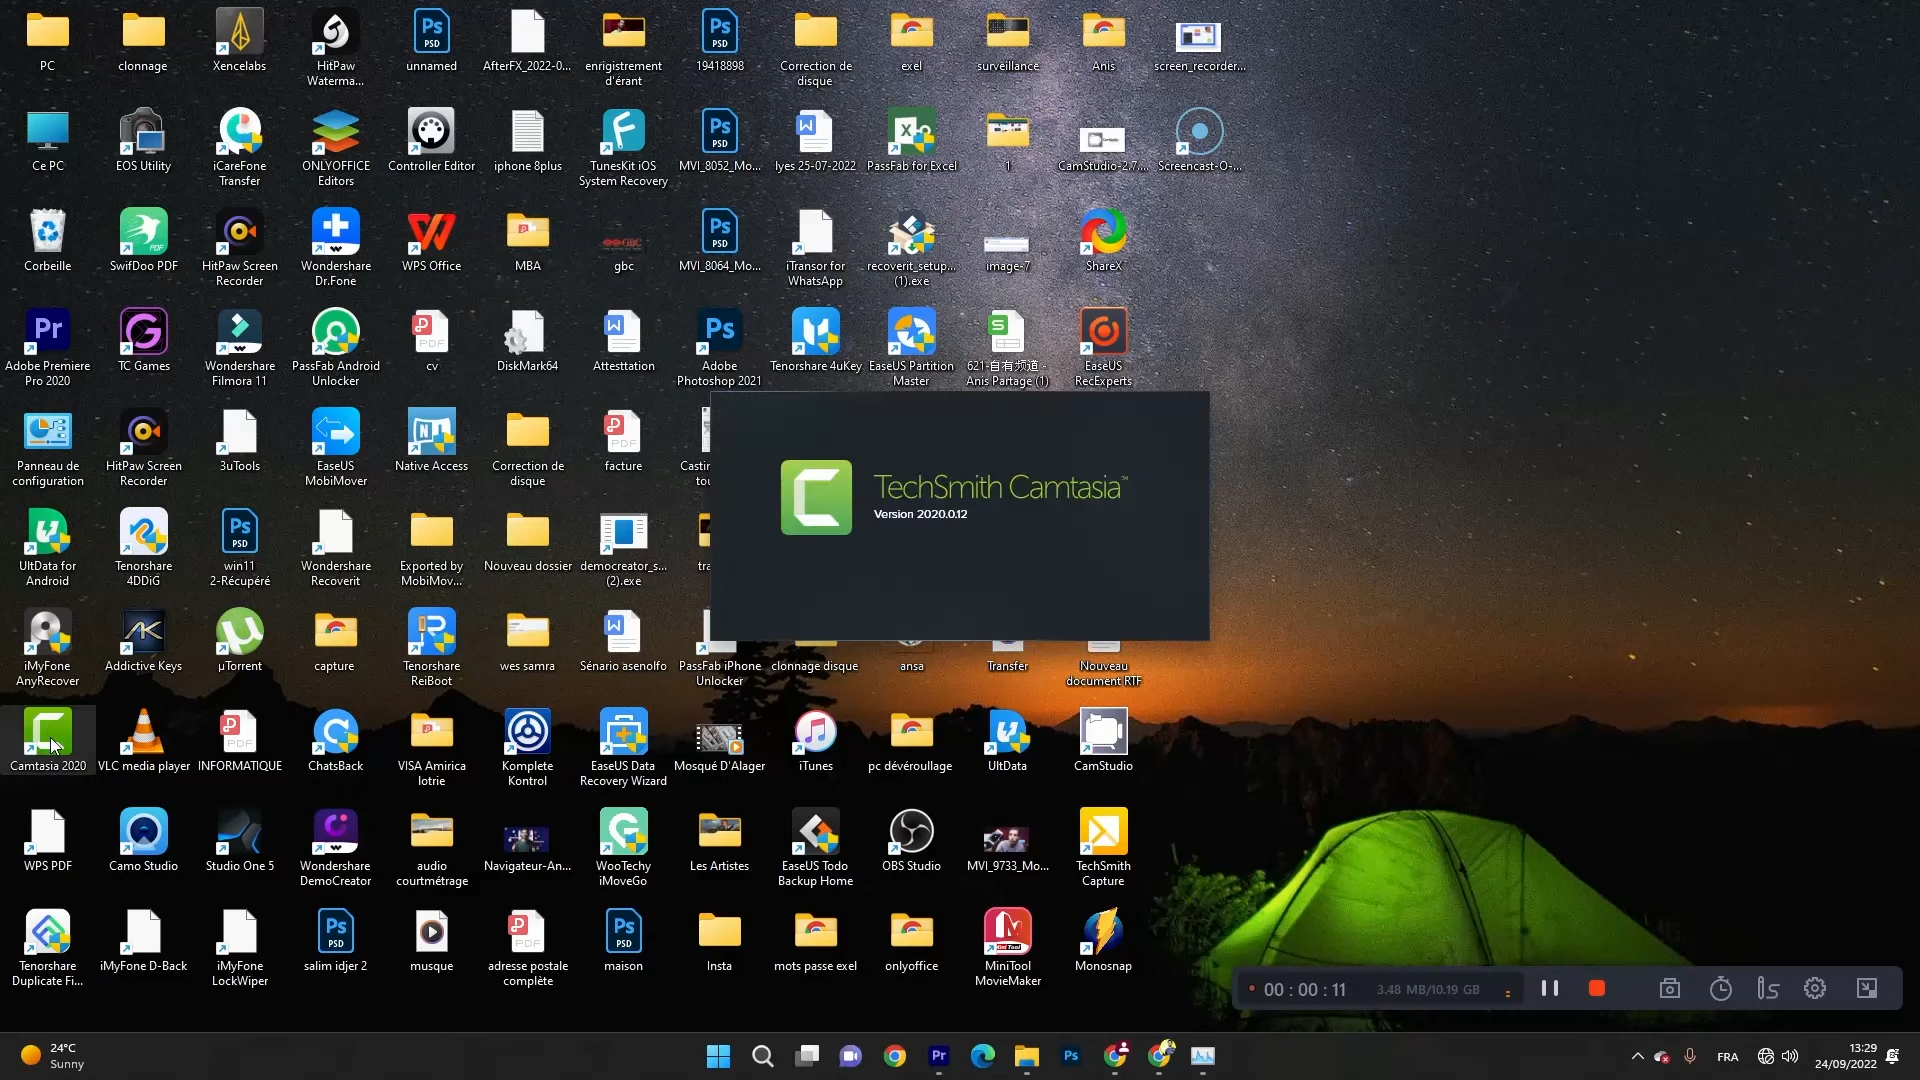 PC
clonnage
Xencelabs
HitPaw
Waterma...
unnamed
AfterFX_2022-0...
enrigistrement
d'érant
19418898
Correction de
disque
exel
surveillance
Anis
screen_recorder...
Ce PC
EOS Utility
iCareFone
Transfer
ONLYOFFICE
Editors
Controller Editor
iphone 8plus
TunesKit iOS
System Recovery
MVI_8052_Mo...
lyes 25-07-2022
PassFab for Excel
1
CamStudio-2.7....
Screencast-O-...
Corbeille
SwifDoo PDF
HitPaw Screen
Recorder
Wondershare
Dr.Fone
WPS Office
MBA
gbc
MVI_8064_Mo...
iTransor for
WhatsApp
recoverit_setup...
(1).exe
image-7
ShareX
Adobe Premiere
Pro 2020
TC Games
Wondershare
Filmora 11
PassFab Android
Unlocker
cv
DiskMark64
Attesttation
Adobe
Photoshop 2021
Tenorshare 4uKey
EaseUS Partition
Master
621-自有频道 -
Anis Partage (1)
EaseUS
RecExperts
Panneau de
configuration
HitPaw Screen
Recorder
3uTools
EaseUS
MobiMover
Native Access
Correction de
disque
facture
Castin
tou
TechSmith Camtasia™
Version 2020.0.12
UltData for
Android
Tenorshare
4DDiG
win11
2-Récupéré
Wondershare
Recoverit
Exported by
MobiMov...
Nouveau dossier
democreator_s...
(2).exe
tra
iMyFone
AnyRecover
Addictive Keys
µTorrent
capture
Tenorshare
ReiBoot
wes samra
Sénario asenolfo
PassFab iPhone
Unlocker
clonnage disque
ansa
Transfer
Nouveau
document RTF
Camtasia 2020
VLC media player
INFORMATIQUE
ChatsBack
VISA Amirica
lotrie
Komplete
Kontrol
EaseUS Data
Recovery Wizard
Mosqué D'Alager
iTunes
pc dévéroullage
UltData
CamStudio
WPS PDF
Camo Studio
Studio One 5
Wondershare
DemoCreator
audio
courtmétrage
Navigateur-An...
WooTechy
iMoveGo
Les Artistes
EaseUS Todo
Backup Home
OBS Studio
MVI_9733_Mo...
TechSmith
Capture
Tenorshare
Duplicate Fi...
iMyFone D-Back
iMyFone
LockWiper
salim idjer 2
musque
adresse postale
complète
maison
Insta
mots passe exel
onlyoffice
MiniTool
MovieMaker
Monosnap
00 : 00 : 11
3.48 MB/10.19 GB
24°C
Sunny
FRA
13:29
24/09/2022